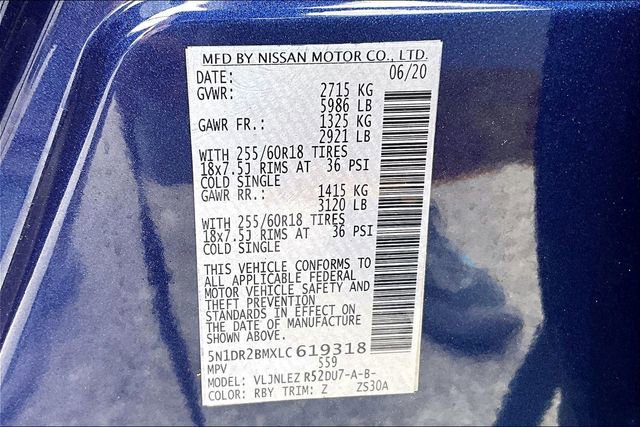 MFD BY NISSAN MOTOR CO., LTD.
DATE: 06/20
GVWR: 2715 KG
5986 LB
GAWR FR.: 1325 KG
2921 LB
WITH 255/60R18 TIRES
18x7.5J RIMS AT 36 PSI
COLD SINGLE
GAWR RR.: 1415 KG
3120 LB
WITH 255/60R18 TIRES
18x7.5J RIMS AT 36 PSI
COLD SINGLE
THIS VEHICLE CONFORMS TO
ALL APPLICABLE FEDERAL
MOTOR VEHICLE SAFETY AND
THEFT PREVENTION
STANDARDS IN EFFECT ON
THE DATE OF MANUFACTURE
SHOWN ABOVE.
5N1DR2BMXLC619318
MPV S59
MODEL: VLJNLEZ R52DU7-A-B-
COLOR: RBY TRIM: Z ZS30A